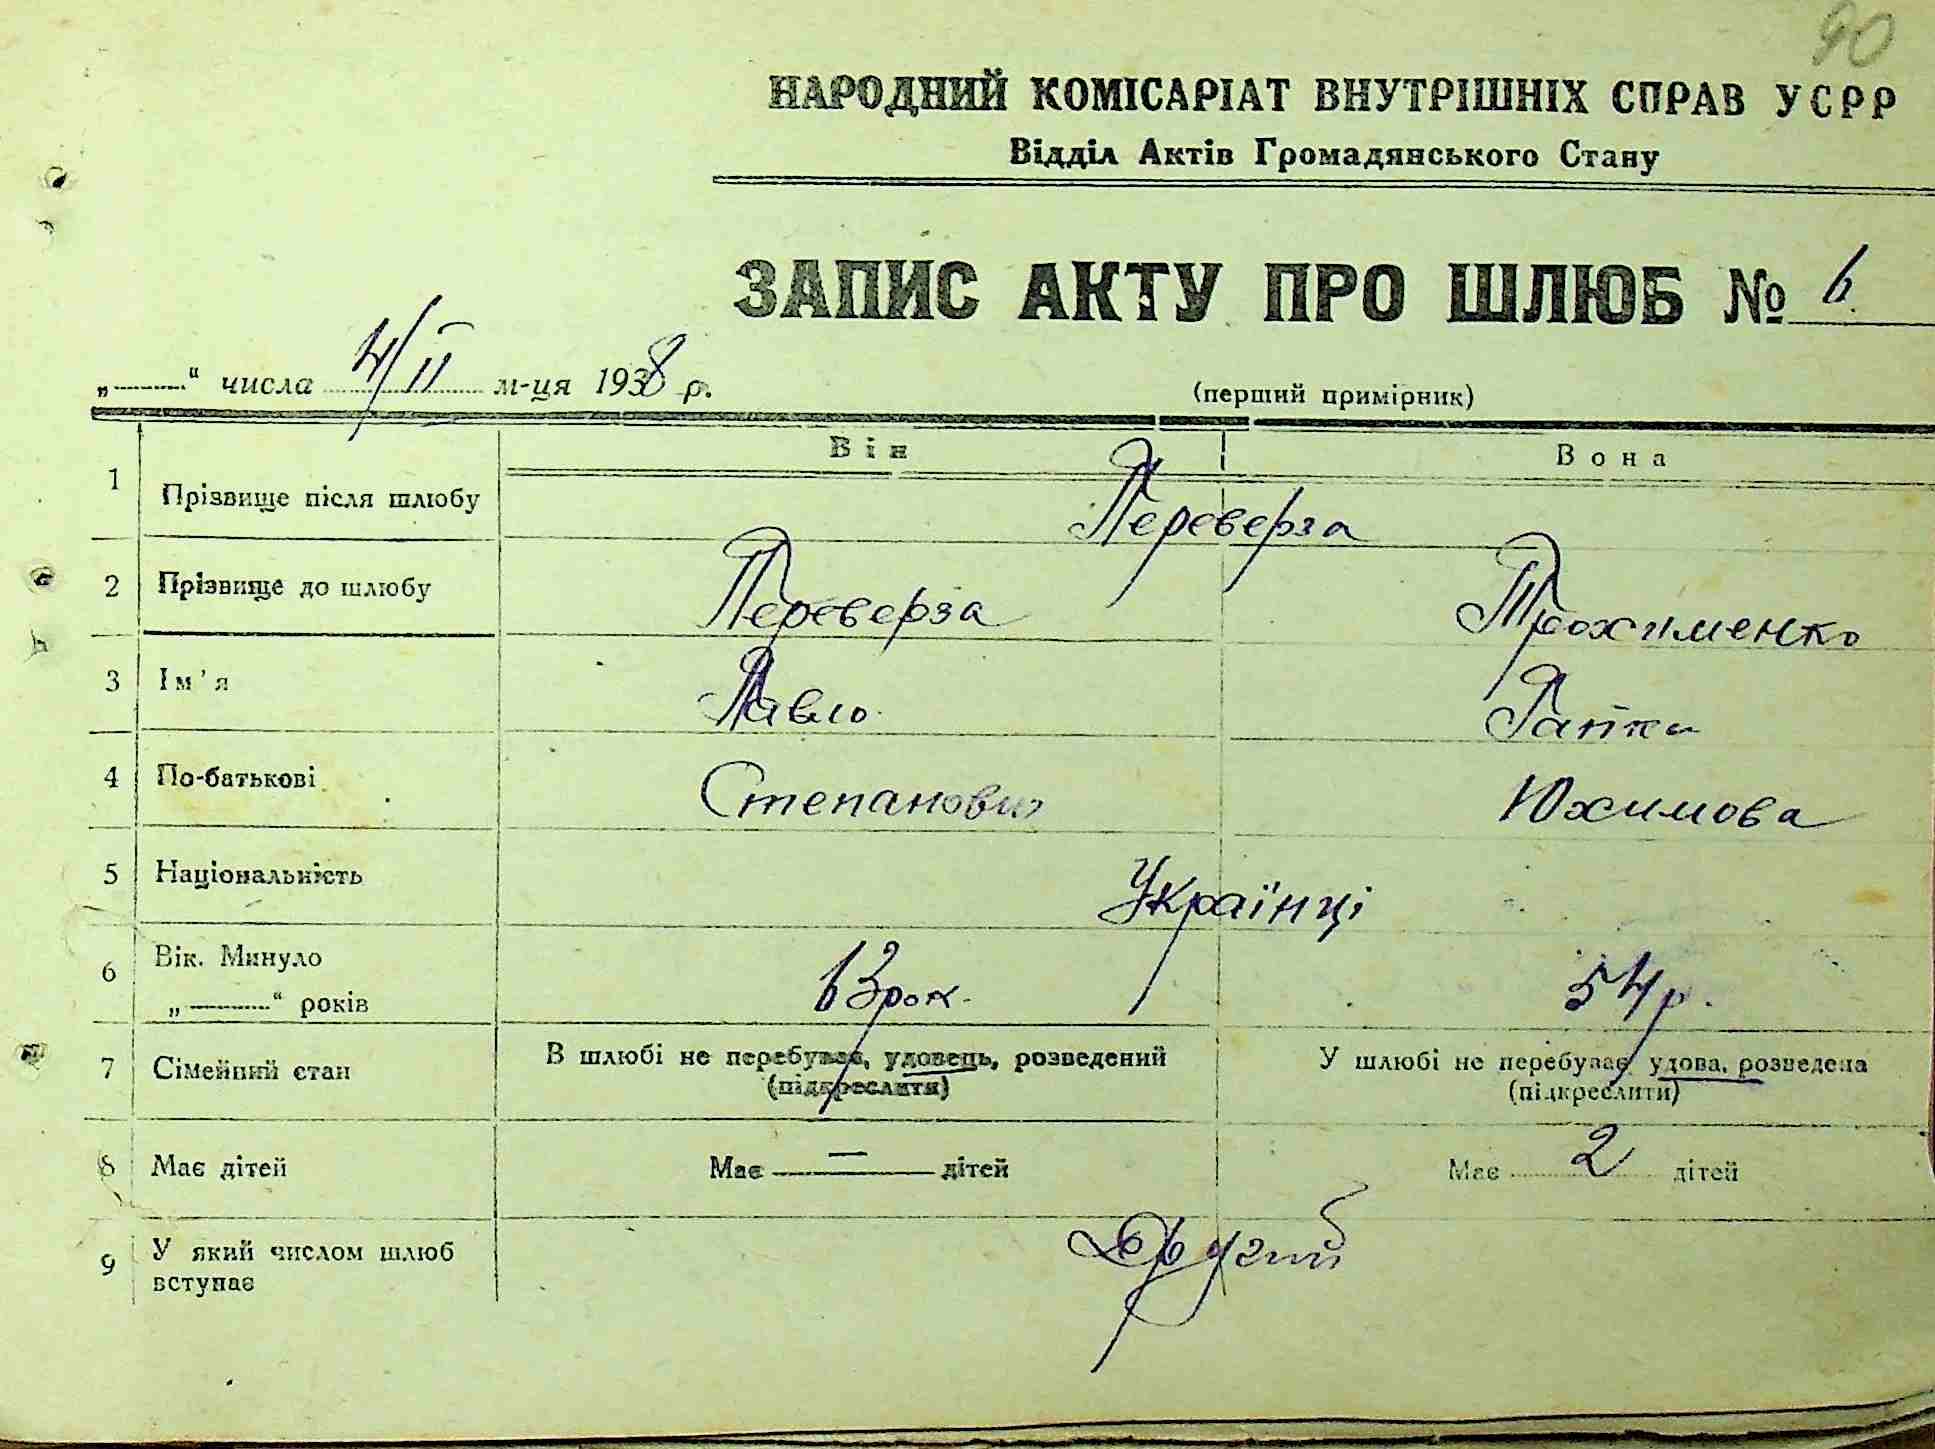 90
НАРОДНИЙ КОМІСАРІАТ ВНУТРІШНІХ СПРАВ УСРР
Відділ Актів Громадянського Стану
ЗАПИС АКТУ ПРО ШЛЮБ № 6
„——“ числа 4/II м-ця 1938 р.
(перший примірник)
Він Вона
1 Прізвище після шлюбу Переверза
2 Прізвище до шлюбу Переверза Трохименко
3 Ім'я Павло Гапка
4 По-батькові Степанович Юхимова
5 Національність Українці
6 Вік. Минуло
„——“ років 63 рок. 54 р.
7 Сімейний стан В шлюбі не перебуває, удовець, розведений У шлюбі не перебуває, удова, розведена
(підкреслити) (підкреслити)
8 Має дітей Має — дітей Має 2 дітей
9 У який числом шлюб Другий
вступає